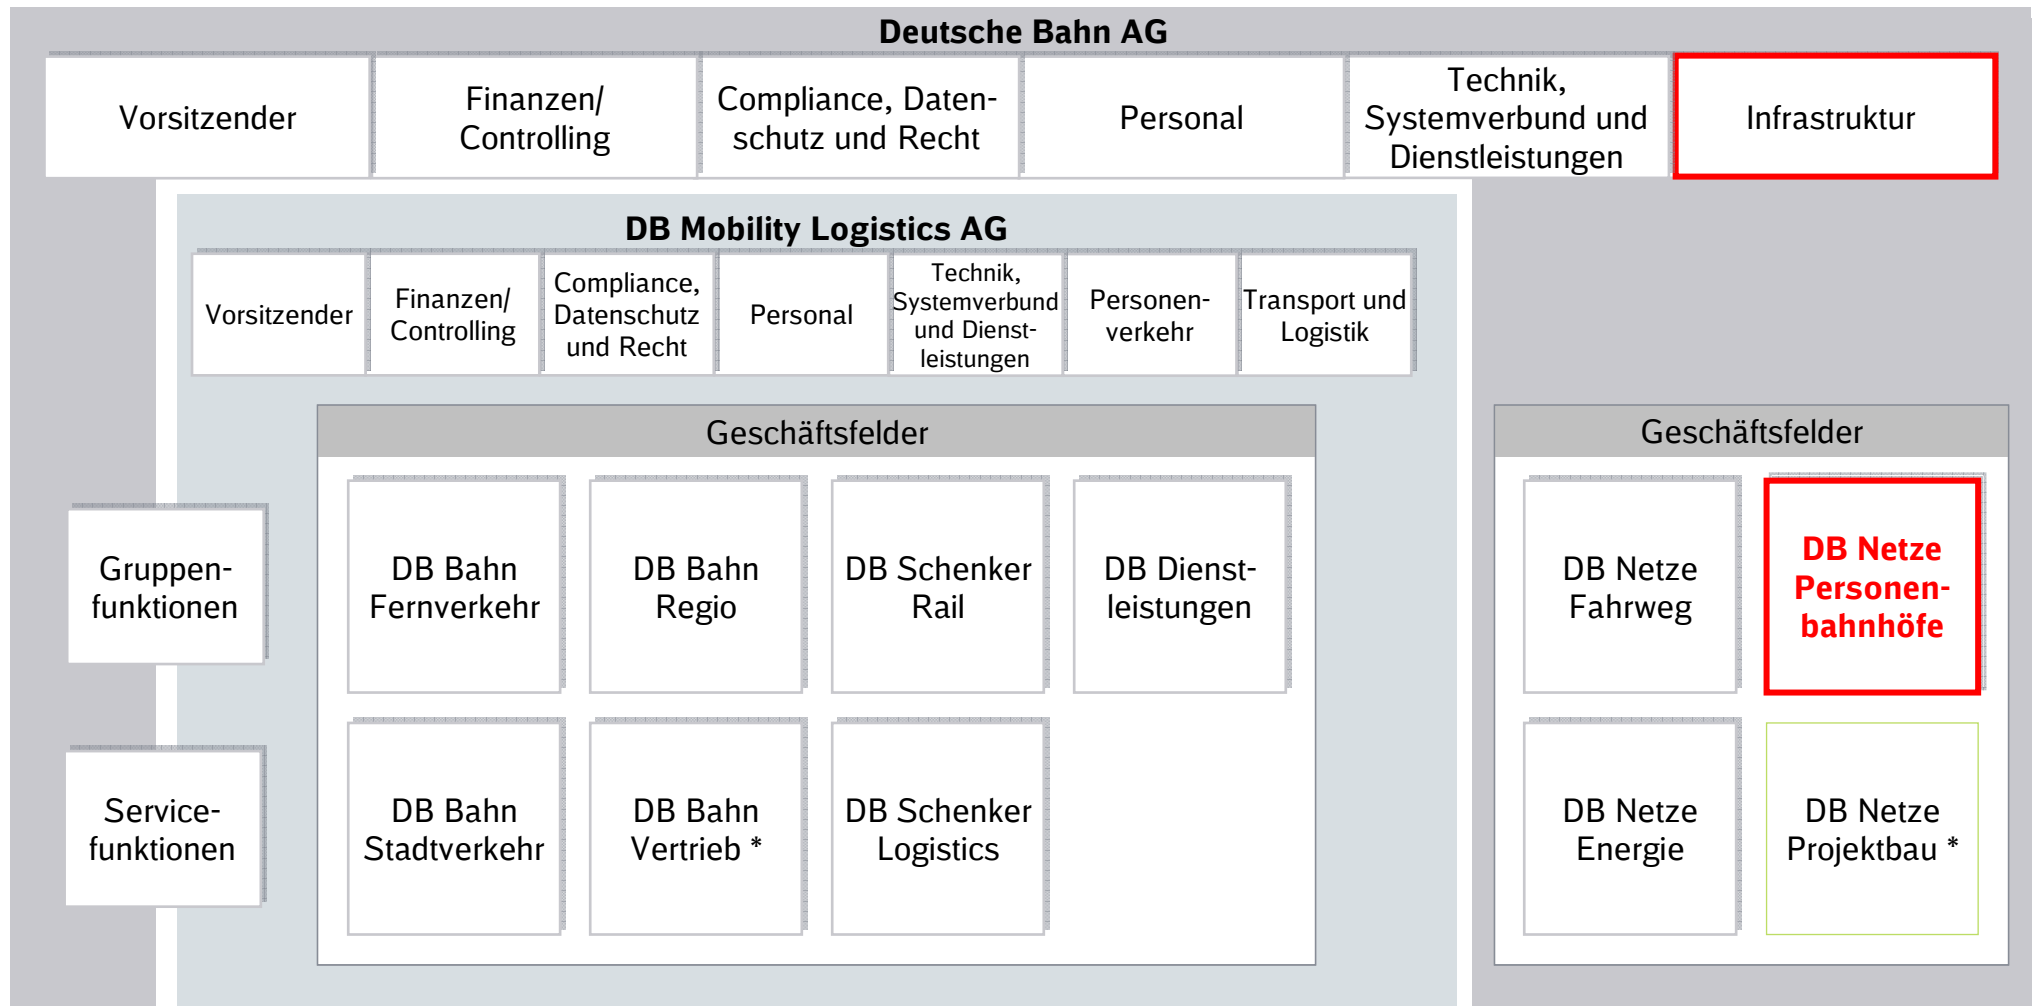 Deutsche Bahn AG
Vorsitzender
Finanzen/
Controlling
Compliance, Daten-
schutz und Recht
Personal
Technik,
Systemverbund und
Dienstleistungen
Infrastruktur
DB Mobility Logistics AG
Vorsitzender
Finanzen/
Controlling
Compliance,
Datenschutz
und Recht
Personal
Technik,
Systemverbund
und Dienst-
leistungen
Personen-
verkehr
Transport und
Logistik
Geschäftsfelder
Geschäftsfelder
Gruppen-
funktionen
DB Bahn
Fernverkehr
DB Bahn
Regio
DB Schenker
Rail
DB Dienst-
leistungen
DB Netze
Fahrweg
DB Netze
Personen-
bahnhöfe
Service-
funktionen
DB Bahn
Stadtverkehr
DB Bahn
Vertrieb *
DB Schenker
Logistics
DB Netze
Energie
DB Netze
Projektbau *